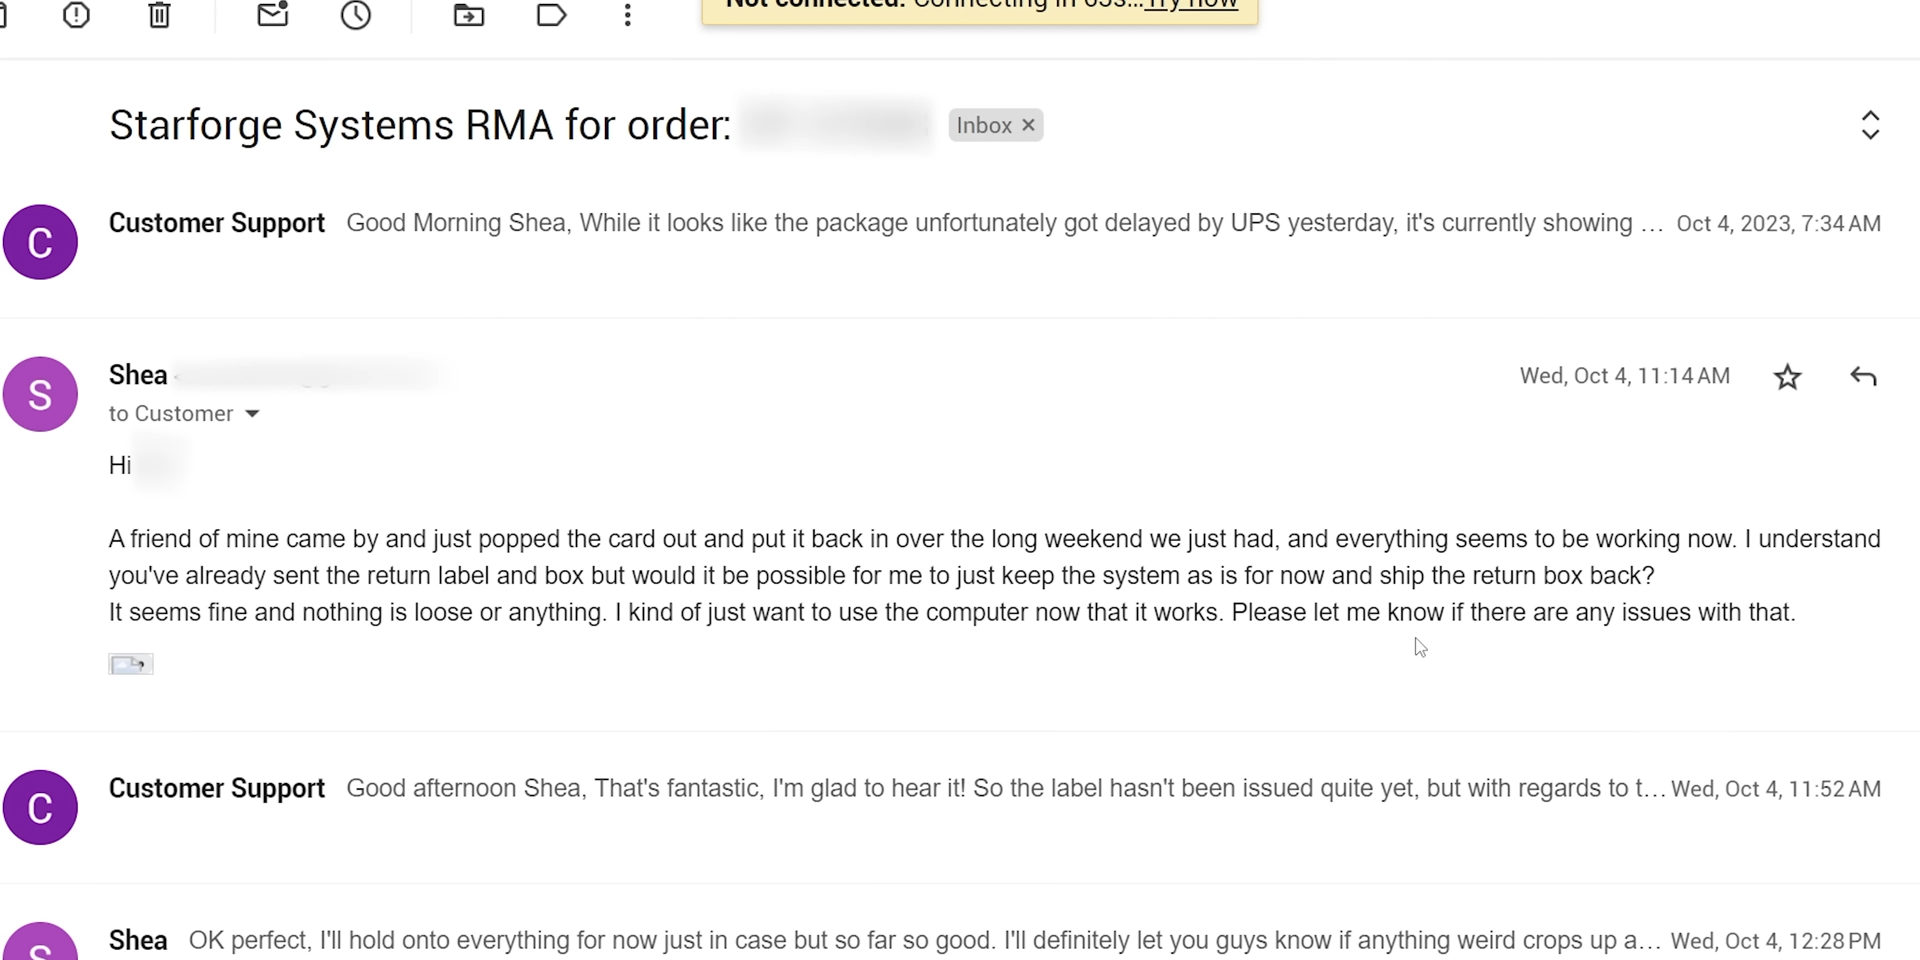 Not connected. Connecting in 03s... Try now
Starforge Systems RMA for order:
Inbox ×
C
Customer Support Good Morning Shea, While it looks like the package unfortunately got delayed by UPS yesterday, it's currently showing … Oct 4, 2023, 7:34 AM
S
Shea
Wed, Oct 4, 11:14 AM
to Customer
Hi
A friend of mine came by and just popped the card out and put it back in over the long weekend we just had, and everything seems to be working now. I understand
you've already sent the return label and box but would it be possible for me to just keep the system as is for now and ship the return box back?
It seems fine and nothing is loose or anything. I kind of just want to use the computer now that it works. Please let me know if there are any issues with that.
C
Customer Support Good afternoon Shea, That's fantastic, I'm glad to hear it! So the label hasn't been issued quite yet, but with regards to t… Wed, Oct 4, 11:52 AM
S
Shea OK perfect, I'll hold onto everything for now just in case but so far so good. I'll definitely let you guys know if anything weird crops up a… Wed, Oct 4, 12:28 PM